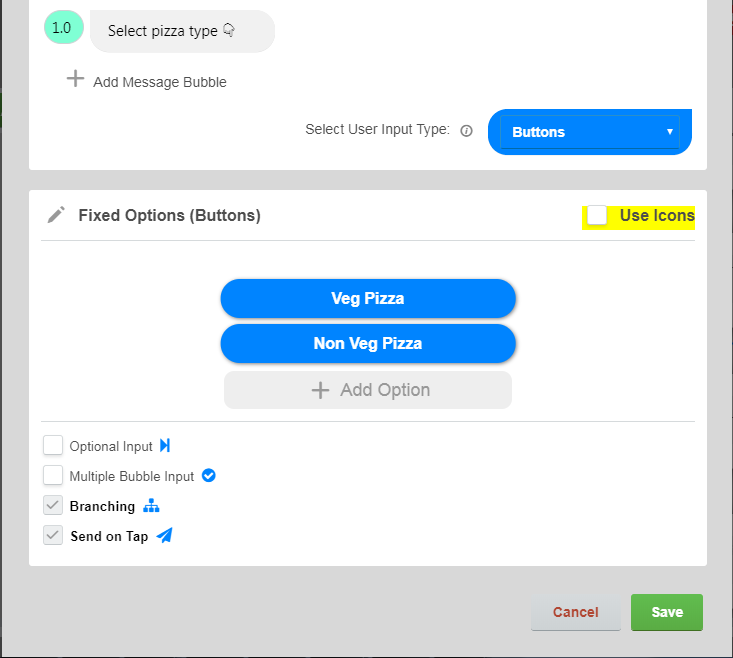 1.0
Select pizza type 👇
Add Message Bubble
Select User Input Type:
Buttons
Fixed Options (Buttons)
Use Icons
Veg Pizza
Non Veg Pizza
Add Option
Optional Input
Multiple Bubble Input
Branching
Send on Tap
Cancel
Save